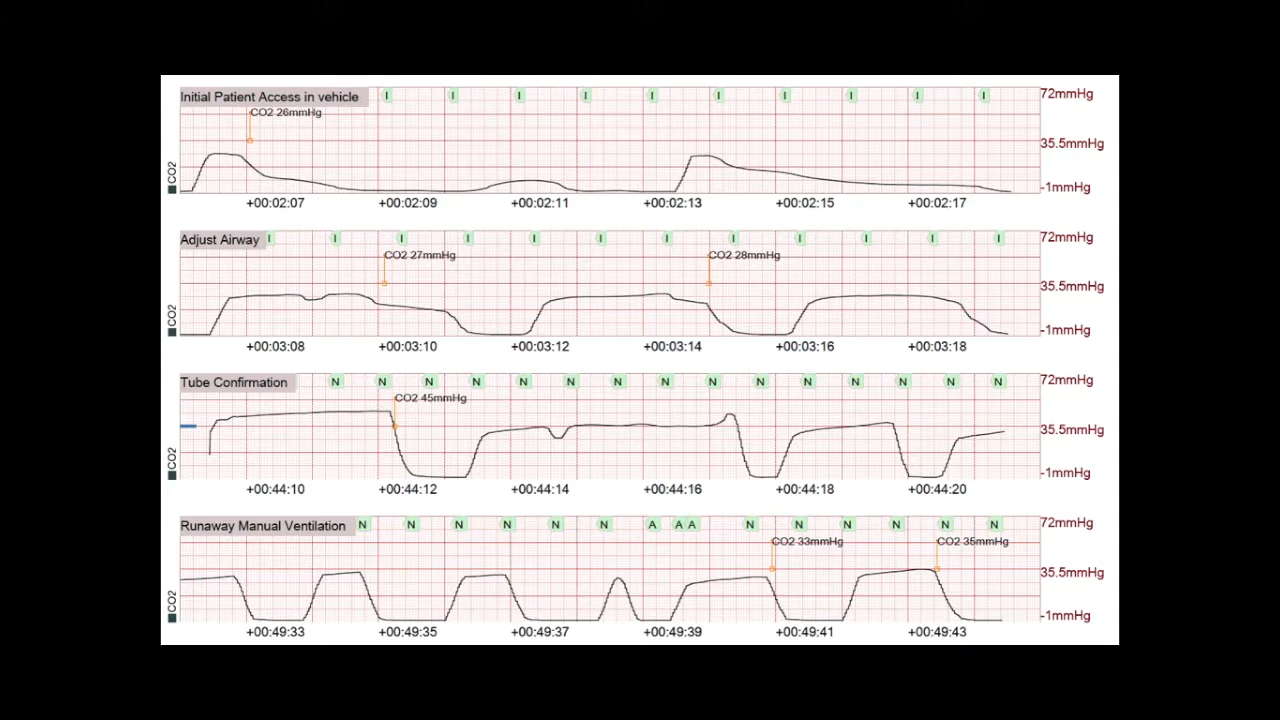 Initial Patient Access in vehicle I I I I I I I I I I 72mmHg
CO2 26mmHg
35.5mmHg
CO2
-1mmHg
+00:02:07 +00:02:09 +00:02:11 +00:02:13 +00:02:15 +00:02:17
Adjust Airway I I I I I I I I I I I I 72mmHg
CO2 27mmHg CO2 28mmHg
35.5mmHg
CO2
-1mmHg
+00:03:08 +00:03:10 +00:03:12 +00:03:14 +00:03:16 +00:03:18
Tube Confirmation N N N N N N N N N N N N N N N 72mmHg
CO2 45mmHg
35.5mmHg
CO2
-1mmHg
+00:44:10 +00:44:12 +00:44:14 +00:44:16 +00:44:18 +00:44:20
Runaway Manual Ventilation N N N N N N A A A N N N N N N 72mmHg
CO2 33mmHg CO2 35mmHg
35.5mmHg
CO2
-1mmHg
+00:49:33 +00:49:35 +00:49:37 +00:49:39 +00:49:41 +00:49:43